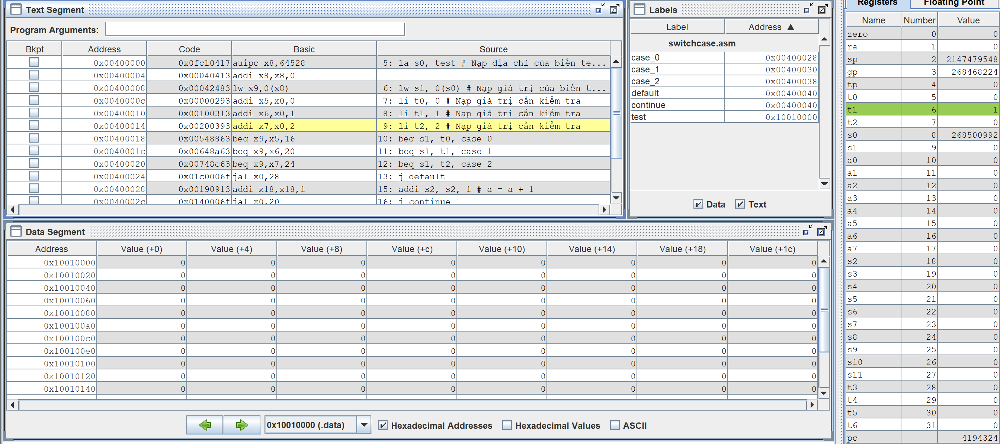 Text Segment
Program Arguments:
Bkpt Address Code Basic Source
0x00400000 0x0fc10417 auipc x8,64528 5: la s0, test # Nạp địa chỉ của biến te...
0x00400004 0x00040413 addi x8,x8,0
0x00400008 0x00042483 lw x9,0(x8) 6: lw s1, 0(s0) # Nạp giá trị của biến t...
0x0040000c 0x00000293 addi x5,x0,0 7: li t0, 0 # Nạp giá trị cần kiểm tra
0x00400010 0x00100313 addi x6,x0,1 8: li t1, 1 # Nạp giá trị cần kiểm tra
0x00400014 0x00200393 addi x7,x0,2 9: li t2, 2 # Nạp giá trị cần kiểm tra
0x00400018 0x00548863 beq x9,x5,16 10: beq s1, t0, case 0
0x0040001c 0x00648a63 beq x9,x6,20 11: beq s1, t1, case 1
0x00400020 0x00748c63 beq x9,x7,24 12: beq s1, t2, case 2
0x00400024 0x01c0006f jal x0,28 13: j default
0x00400028 0x00190913 addi x18,x18,1 15: addi s2, s2, 1 # a = a + 1
0x0040002c 0x0140006f jal x0,20 16: j continue
Labels
Label Address ▲
switchcase.asm
case_0 0x00400028
case_1 0x00400030
case_2 0x00400038
default 0x00400040
continue 0x00400040
test 0x10010000
Data Text
Data Segment
Address Value (+0) Value (+4) Value (+8) Value (+c) Value (+10) Value (+14) Value (+18) Value (+1c)
0x10010000 0 0 0 0 0 0 0 0
0x10010020 0 0 0 0 0 0 0 0
0x10010040 0 0 0 0 0 0 0 0
0x10010060 0 0 0 0 0 0 0 0
0x10010080 0 0 0 0 0 0 0 0
0x100100a0 0 0 0 0 0 0 0 0
0x100100c0 0 0 0 0 0 0 0 0
0x100100e0 0 0 0 0 0 0 0 0
0x10010100 0 0 0 0 0 0 0 0
0x10010120 0 0 0 0 0 0 0 0
0x10010140 0 0 0 0 0 0 0 0
0x10010000 (.data) Hexadecimal Addresses Hexadecimal Values ASCII
Registers Floating Point
Name Number Value
zero 0 0
ra 1 0
sp 2 2147479548
gp 3 268468224
tp 4 0
t0 5 0
t1 6 1
t2 7 0
s0 8 268500992
s1 9 0
a0 10 0
a1 11 0
a2 12 0
a3 13 0
a4 14 0
a5 15 0
a6 16 0
a7 17 0
s2 18 0
s3 19 0
s4 20 0
s5 21 0
s6 22 0
s7 23 0
s8 24 0
s9 25 0
s10 26 0
s11 27 0
t3 28 0
t4 29 0
t5 30 0
t6 31 0
pc 4194324